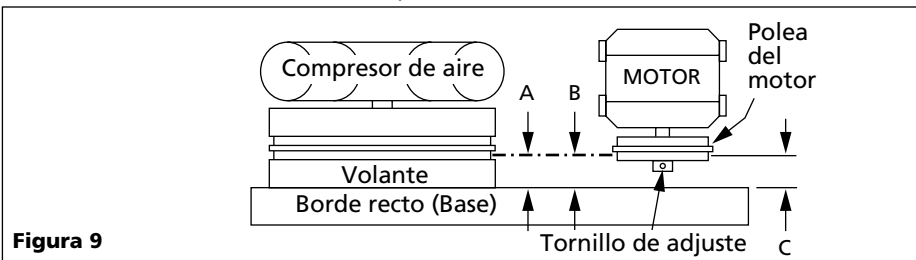 Compresor de aire
A
B
MOTOR
Polea
del
motor
Volante
Borde recto (Base)
Tornillo de adjuste
C
Figura 9